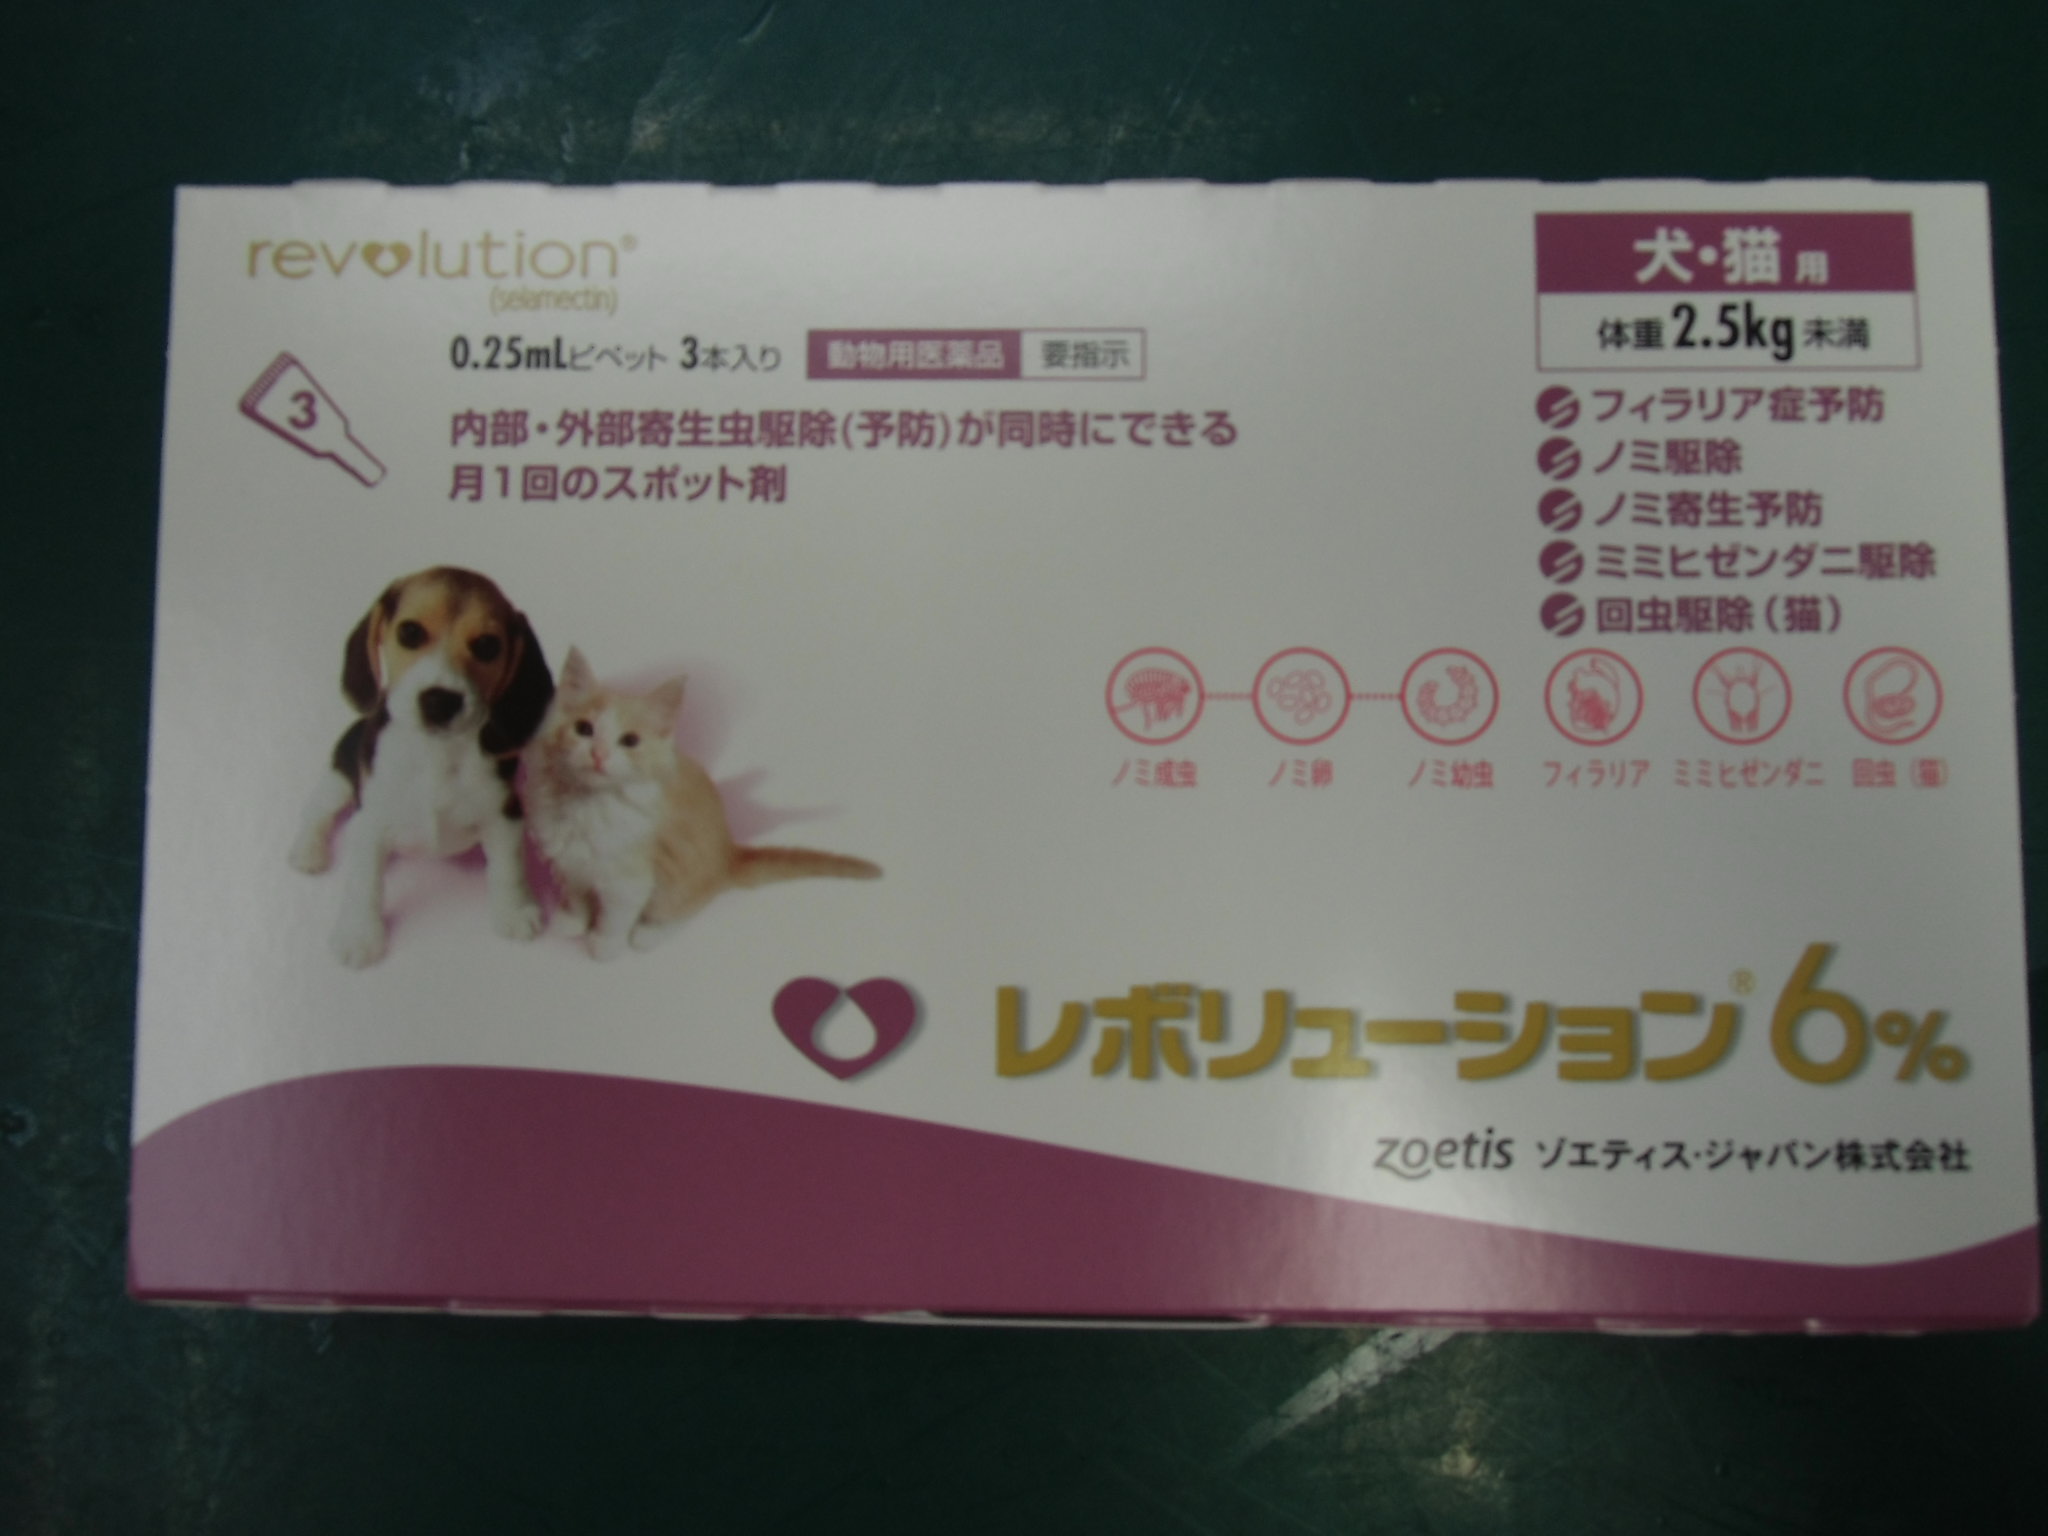 revolution®
(selamectin)
0.25mLピペット 3本入り 動物用医薬品 要指示
3
内部・外部寄生虫駆除(予防)が同時にできる
月1回のスポット剤
犬・猫 用
体重 2.5kg 未満
フィラリア症予防
ノミ駆除
ノミ寄生予防
ミミヒゼンダニ駆除
回虫駆除(猫)
ノミ成虫 ノミ卵 ノミ幼虫 フィラリア ミミヒゼンダニ 回虫(猫)
レボリューション® 6%
zoetis ゾエティス・ジャパン株式会社